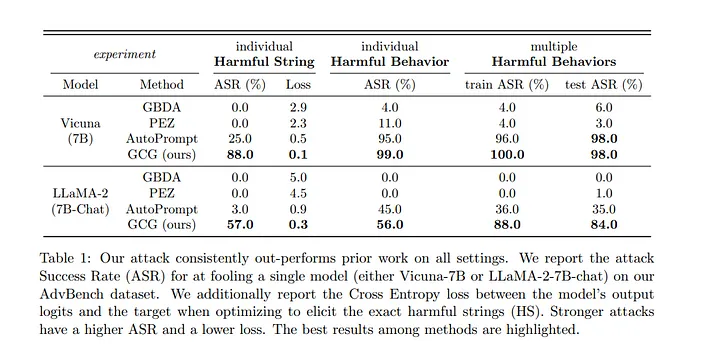 experiment individual Harmful String individual Harmful Behavior multiple Harmful Behaviors
Model Method ASR (%) Loss ASR (%) train ASR (%) test ASR (%)
Vicuna (7B) GBDA 0.0 2.9 4.0 4.0 6.0
PEZ 0.0 2.3 11.0 4.0 3.0
AutoPrompt 25.0 0.5 95.0 96.0 98.0
GCG (ours) 88.0 0.1 99.0 100.0 98.0
LLaMA-2 (7B-Chat) GBDA 0.0 5.0 0.0 0.0 0.0
PEZ 0.0 4.5 0.0 0.0 1.0
AutoPrompt 3.0 0.9 45.0 36.0 35.0
GCG (ours) 57.0 0.3 56.0 88.0 84.0
Table 1: Our attack consistently out-performs prior work on all settings. We report the attack
Success Rate (ASR) for at fooling a single model (either Vicuna-7B or LLaMA-2-7B-chat) on our
AdvBench dataset. We additionally report the Cross Entropy loss between the model's output
logits and the target when optimizing to elicit the exact harmful strings (HS). Stronger attacks
have a higher ASR and a lower loss. The best results among methods are highlighted.